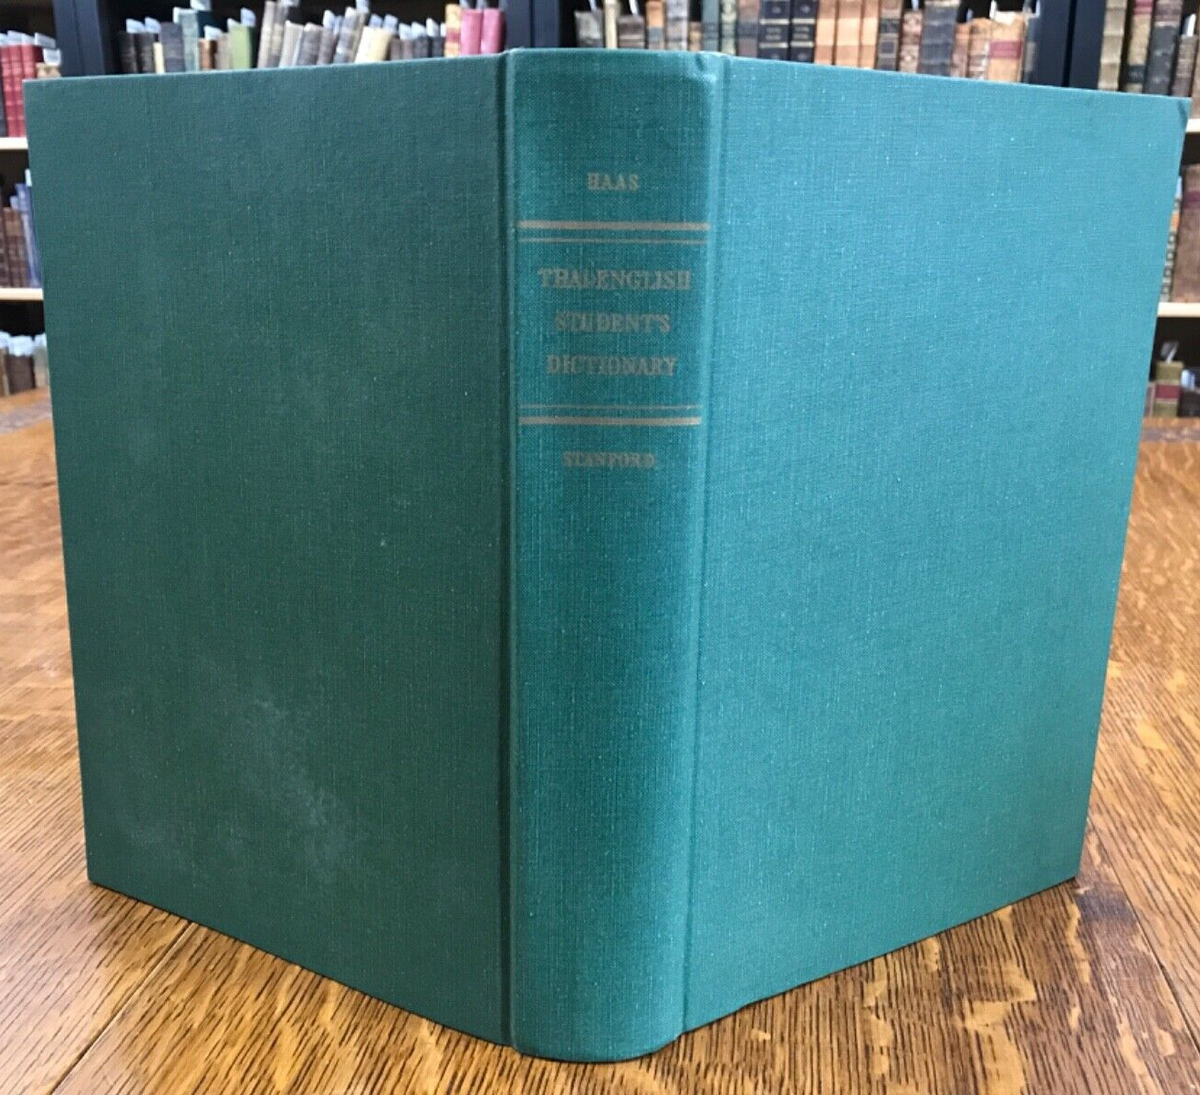 HAAS
THAI-ENGLISH
STUDENT'S
DICTIONARY
STANFORD